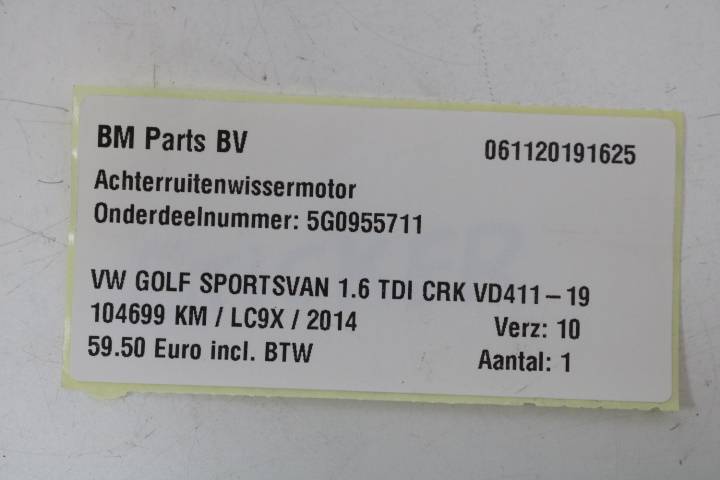 BM Parts BV 061120191625
Achterruitenwissermotor
Onderdeelnummer: 5G0955711
VW GOLF SPORTSVAN 1.6 TDI CRK VD411-19
104699 KM / LC9X / 2014 Verz: 10
59.50 Euro incl. BTW Aantal: 1